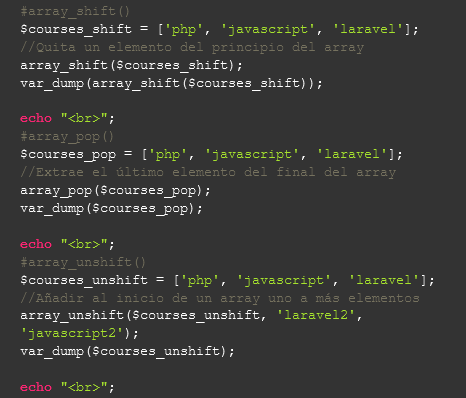 #array_shift()
$courses_shift = ['php', 'javascript', 'laravel'];
//Quita un elemento del principio del array
array_shift($courses_shift);
var_dump(array_shift($courses_shift));
echo "<br>";
#array_pop()
$courses_pop = ['php', 'javascript', 'laravel'];
//Extrae el último elemento del final del array
array_pop($courses_pop);
var_dump($courses_pop);
echo "<br>";
#array_unshift()
$courses_unshift = ['php', 'javascript', 'laravel'];
//Añadir al inicio de un array uno a más elementos
array_unshift($courses_unshift, 'laravel2',
'javascript2');
var_dump($courses_unshift);
echo "<br>";